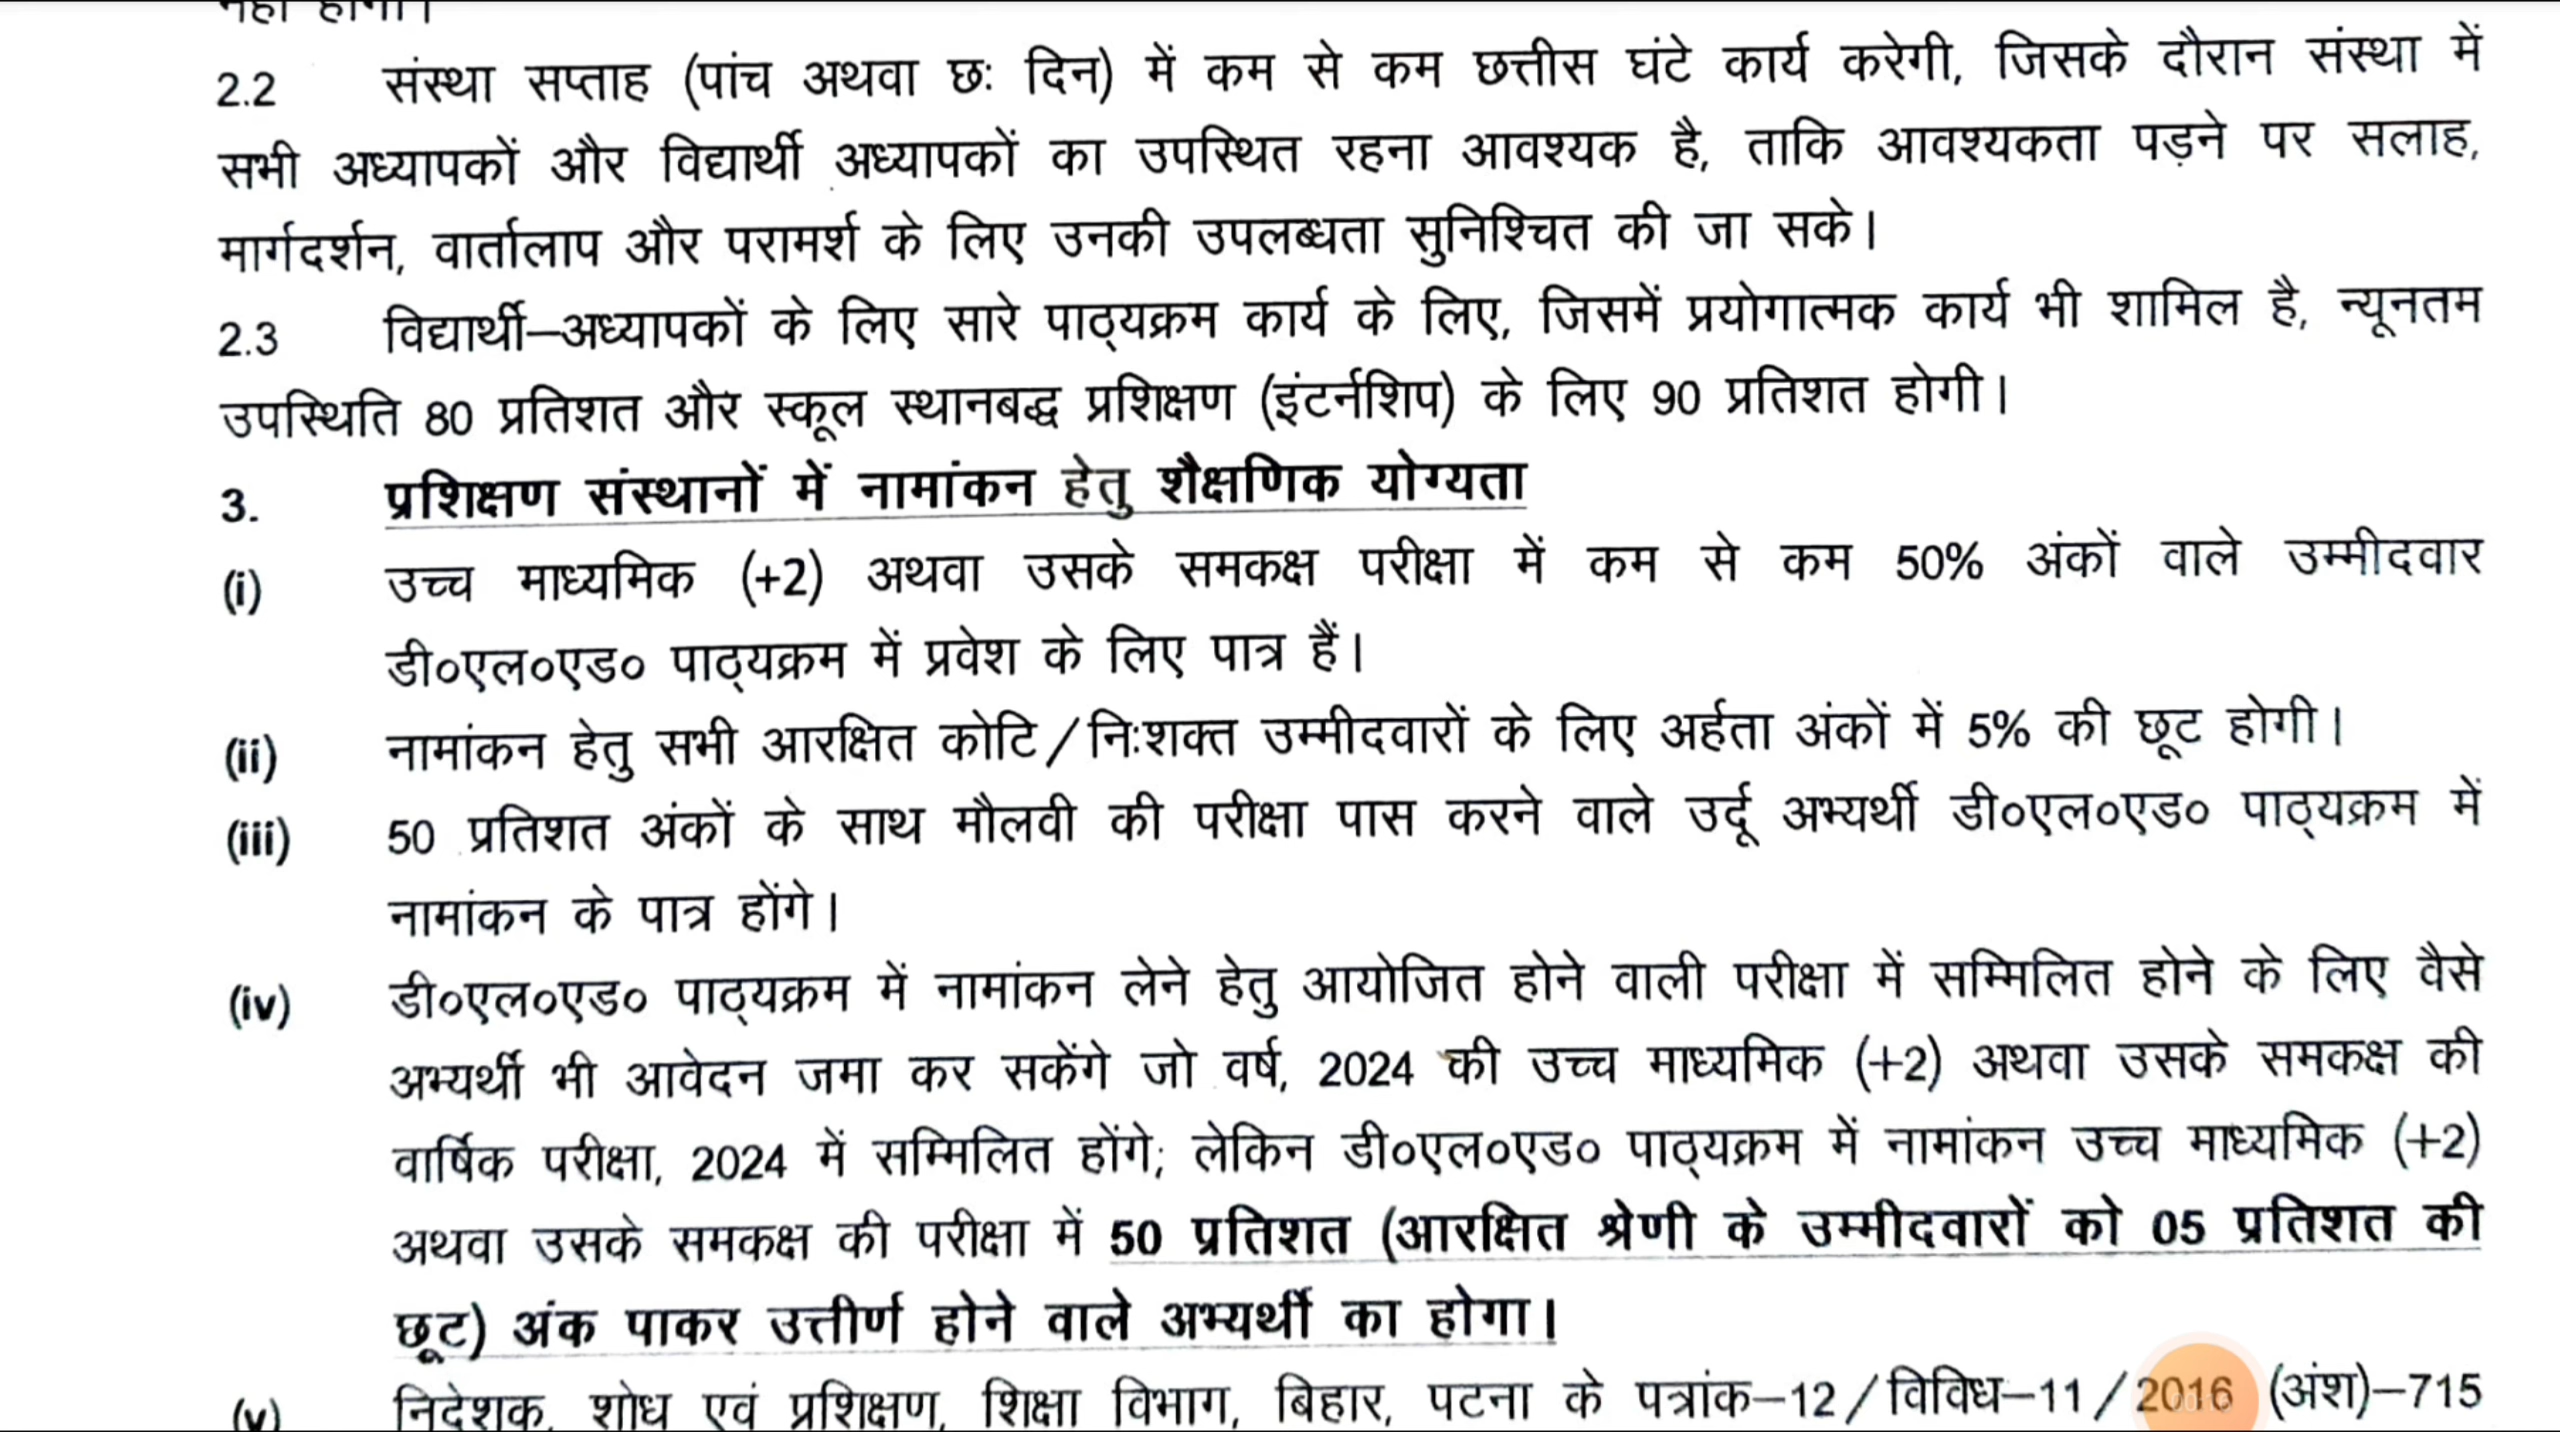 नहीं होगी।
2.2 संस्था सप्ताह (पांच अथवा छः दिन) में कम से कम छत्तीस घंटे कार्य करेगी, जिसके दौरान संस्था में
सभी अध्यापकों और विद्यार्थी अध्यापकों का उपस्थित रहना आवश्यक है, ताकि आवश्यकता पड़ने पर सलाह,
मार्गदर्शन, वार्तालाप और परामर्श के लिए उनकी उपलब्धता सुनिश्चित की जा सके।
2.3 विद्यार्थी–अध्यापकों के लिए सारे पाठ्यक्रम कार्य के लिए, जिसमें प्रयोगात्मक कार्य भी शामिल है, न्यूनतम
उपस्थिति 80 प्रतिशत और स्कूल स्थानबद्ध प्रशिक्षण (इंटर्नशिप) के लिए 90 प्रतिशत होगी।
3. प्रशिक्षण संस्थानों में नामांकन हेतु शैक्षणिक योग्यता
(i) उच्च माध्यमिक (+2) अथवा उसके समकक्ष परीक्षा में कम से कम 50% अंकों वाले उम्मीदवार
डी०एल०एड० पाठ्यक्रम में प्रवेश के लिए पात्र हैं।
(ii) नामांकन हेतु सभी आरक्षित कोटि/निःशक्त उम्मीदवारों के लिए अर्हता अंकों में 5% की छूट होगी।
(iii) 50 प्रतिशत अंकों के साथ मौलवी की परीक्षा पास करने वाले उर्दू अभ्यर्थी डी०एल०एड० पाठ्यक्रम में
नामांकन के पात्र होंगे।
(iv) डी०एल०एड० पाठ्यक्रम में नामांकन लेने हेतु आयोजित होने वाली परीक्षा में सम्मिलित होने के लिए वैसे
अभ्यर्थी भी आवेदन जमा कर सकेंगे जो वर्ष, 2024 की उच्च माध्यमिक (+2) अथवा उसके समकक्ष की
वार्षिक परीक्षा, 2024 में सम्मिलित होंगे; लेकिन डी०एल०एड० पाठ्यक्रम में नामांकन उच्च माध्यमिक (+2)
अथवा उसके समकक्ष की परीक्षा में 50 प्रतिशत (आरक्षित श्रेणी के उम्मीदवारों को 05 प्रतिशत की
छूट) अंक पाकर उत्तीर्ण होने वाले अभ्यर्थी का होगा।
(v) निदेशक, शोध एवं प्रशिक्षण, शिक्षा विभाग, बिहार, पटना के पत्रांक–12/विविध–11/2016 (अंश)–715